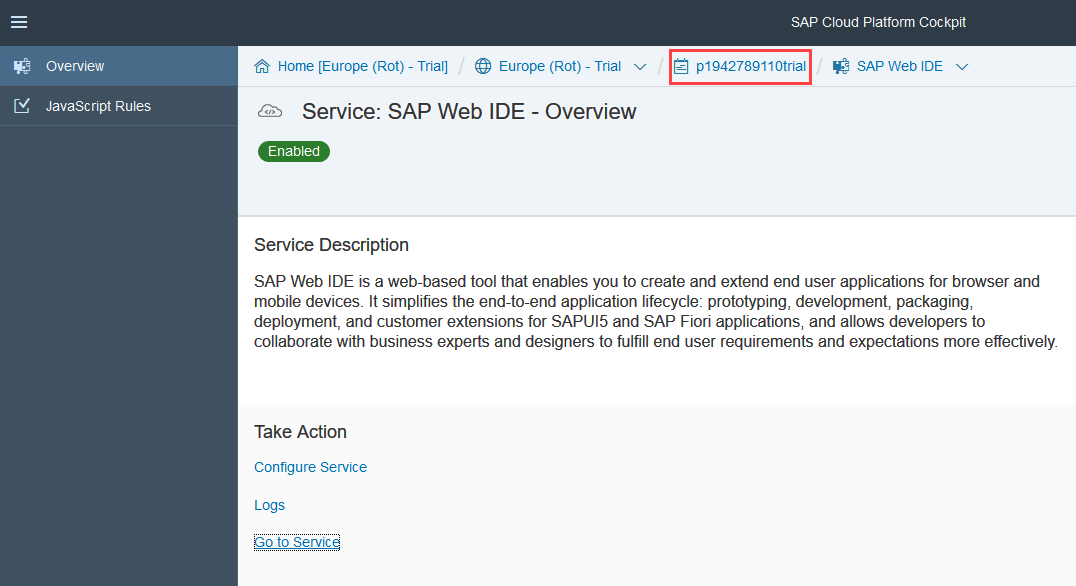 SAP Cloud Platform Cockpit
Overview
JavaScript Rules
Home [Europe (Rot) - Trial] / Europe (Rot) - Trial / p1942789110trial / SAP Web IDE
Service: SAP Web IDE - Overview
Enabled
Service Description
SAP Web IDE is a web-based tool that enables you to create and extend end user applications for browser and
mobile devices. It simplifies the end-to-end application lifecycle: prototyping, development, packaging,
deployment, and customer extensions for SAPUI5 and SAP Fiori applications, and allows developers to
collaborate with business experts and designers to fulfill end user requirements and expectations more effectively.
Take Action
Configure Service
Logs
Go to Service